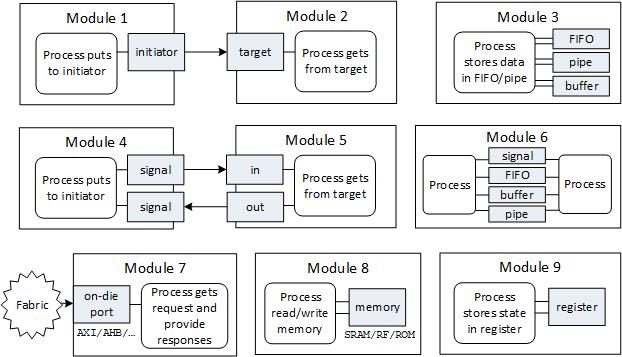 Module 1
Process puts
to initiator
initiator
Module 2
target
Process gets
from target
Module 3
Process
stores data
in FIFO/pipe
FIFO
pipe
buffer
Module 4
Process puts
to initiator
signal
signal
Module 5
in
out
Process gets
from target
Module 6
Process
signal
FIFO
buffer
pipe
Process
Fabric
Module 7
on-die
port
AXI/AHB/…
Process gets
request and
provide
responses
Module 8
Process
read/write
memory
memory
SRAM/RF/ROM
Module 9
Process
stores state
in register
register